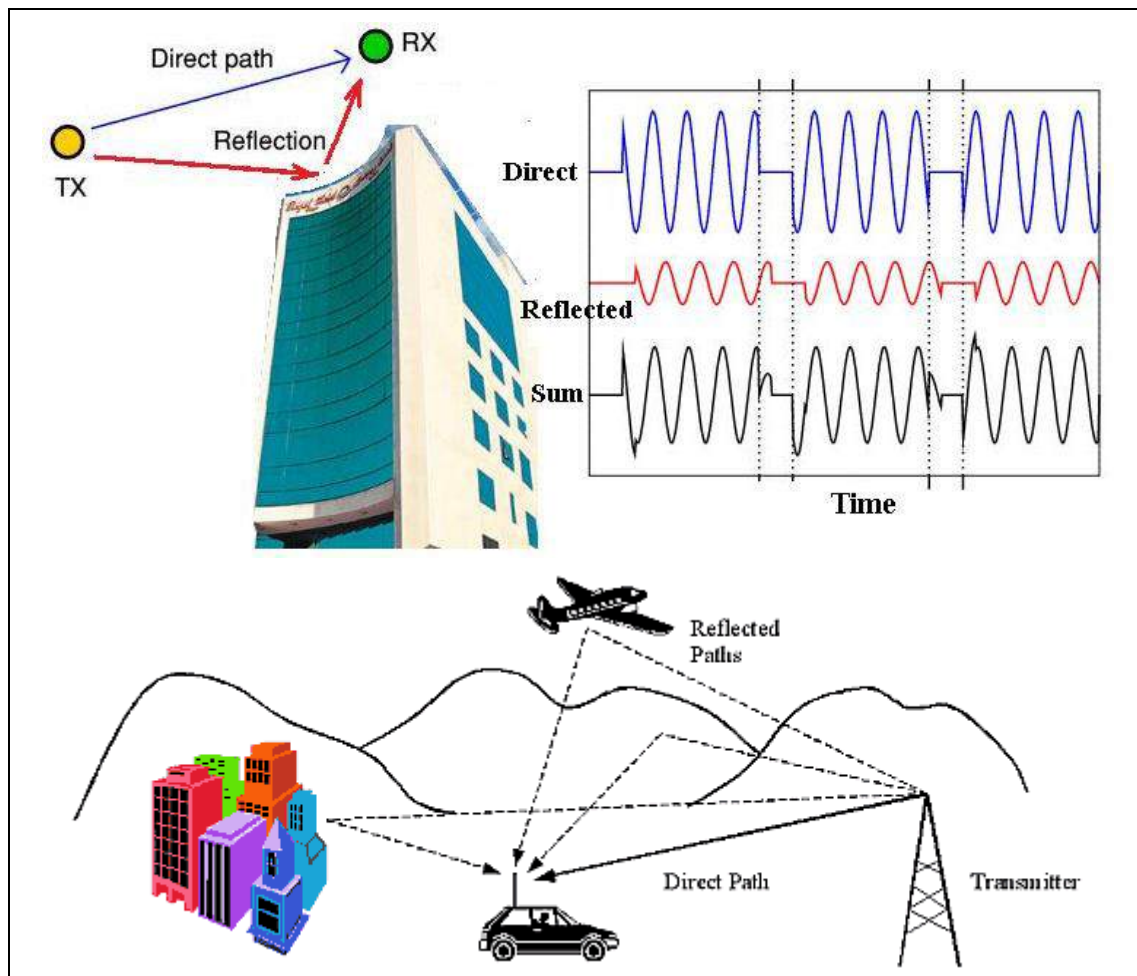 Direct path
RX
Reflection
TX
Direct
Reflected
Sum
Time
Reflected
Paths
Direct Path
Transmitter